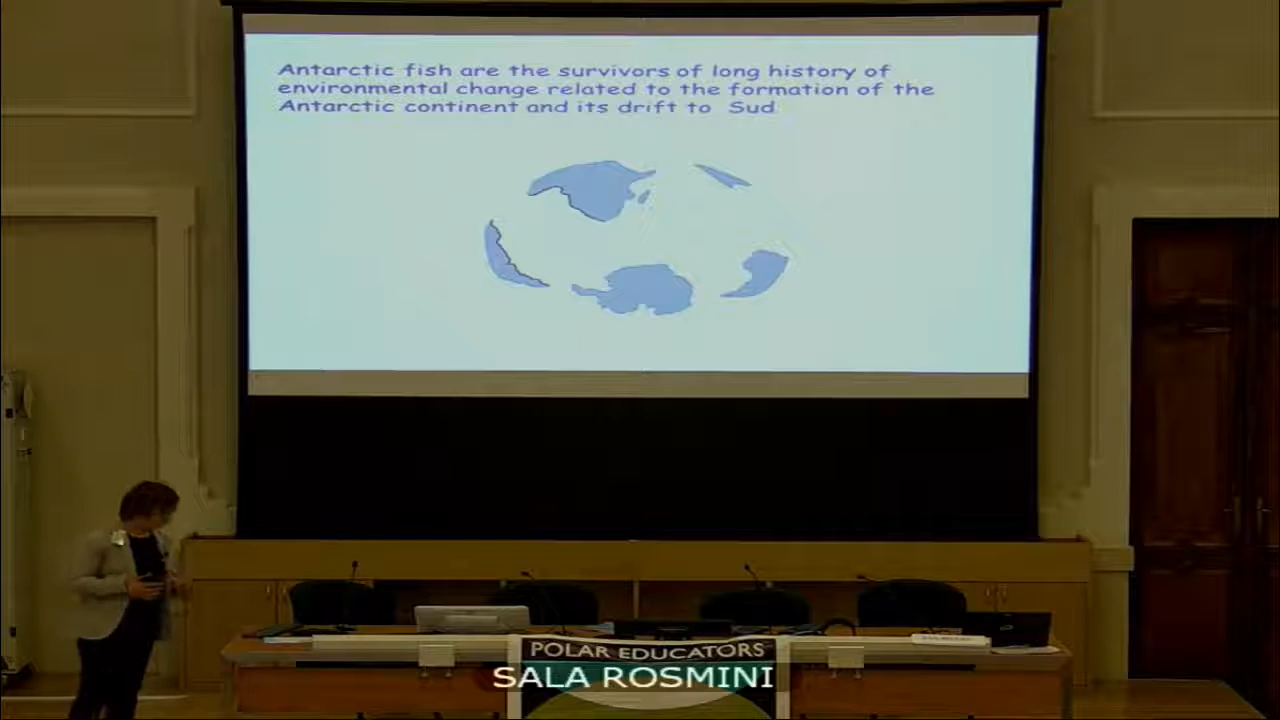 Antarctic fish are the survivors of long history of
environmental change related to the formation of the
Antarctic continent and its drift to Sud
POLAR EDUCATORS
SALA ROSMINI